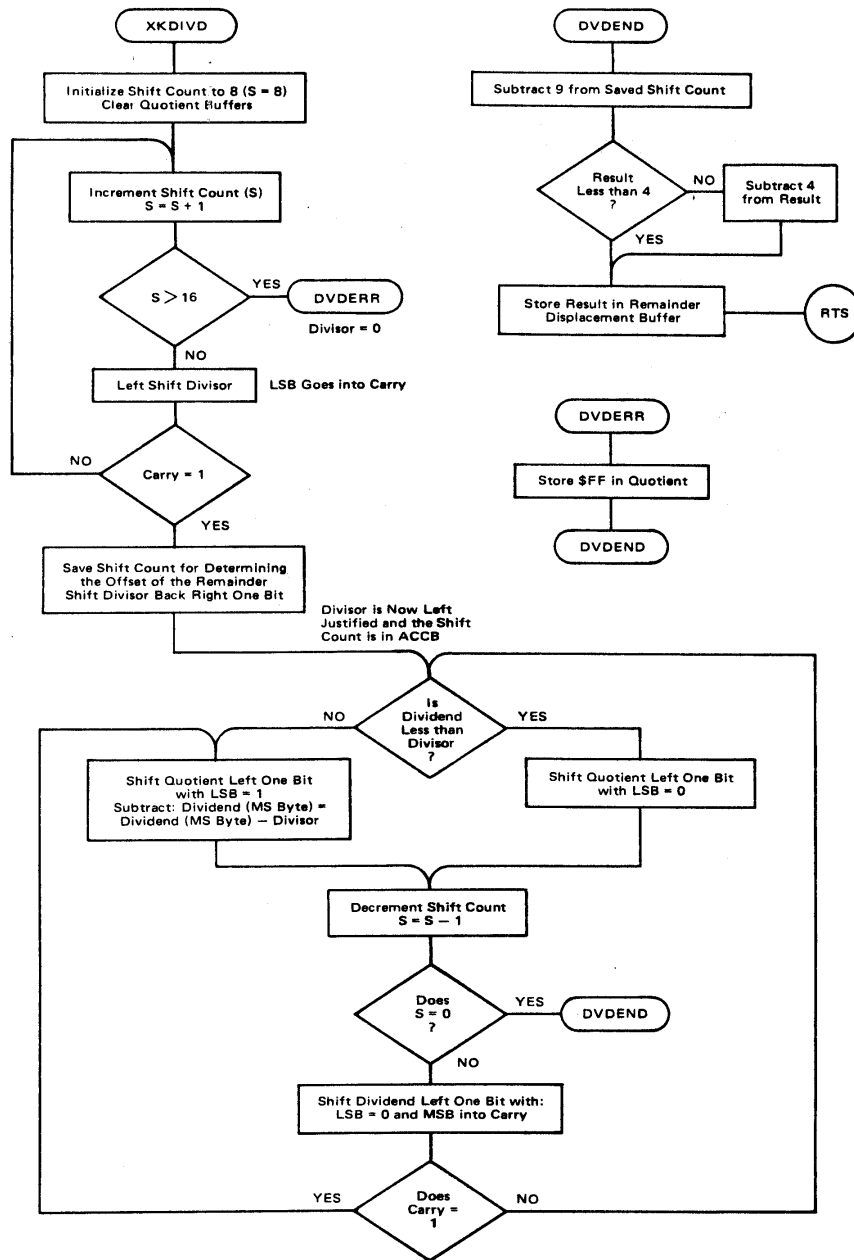 XKDIVD
Initialize Shift Count to 8 (S = 8)
Clear Quotient Buffers
Increment Shift Count (S)
S = S + 1
S > 16
YES
DVDERR
Divisor = 0
NO
Left Shift Divisor
LSB Goes into Carry
NO
Carry = 1
YES
Save Shift Count for Determining
the Offset of the Remainder
Shift Divisor Back Right One Bit
DVDEND
Subtract 9 from Saved Shift Count
Result
Less than 4
?
NO
Subtract 4
from Result
YES
Store Result in Remainder
Displacement Buffer
RTS
DVDERR
Store $FF in Quotient
DVDEND
Divisor is Now Left
Justified and the Shift
Count is in ACCB
Is
Dividend
Less than
Divisor
?
NO
YES
Shift Quotient Left One Bit
with LSB = 1
Subtract: Dividend (MS Byte) =
Dividend (MS Byte) — Divisor
Shift Quotient Left One Bit
with LSB = 0
Decrement Shift Count
S = S — 1
Does
S = 0
?
YES
DVDEND
NO
Shift Dividend Left One Bit with:
LSB = 0 and MSB into Carry
YES
Does
Carry =
1
NO